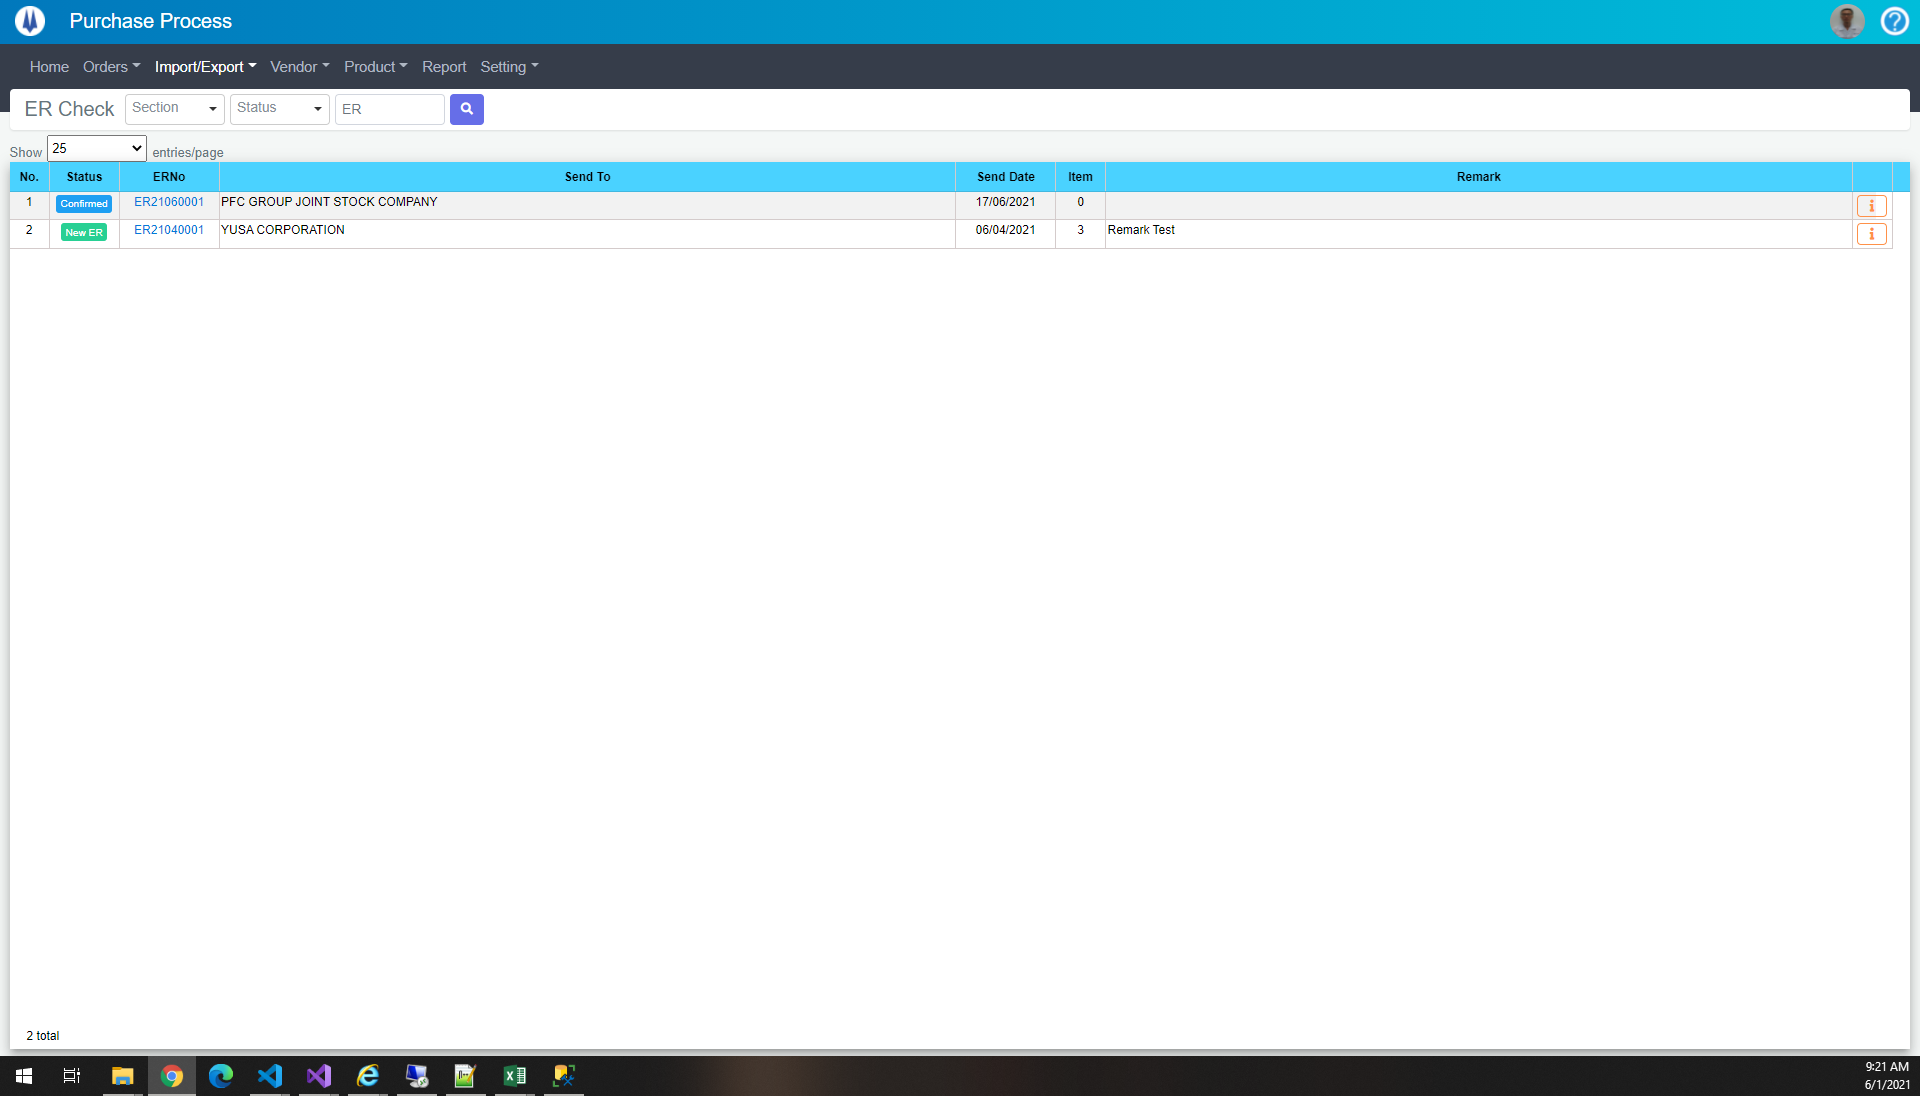 Purchase Process
Home Orders Import/Export Vendor Product Report Setting
ER Check Section Status ER
Show 25 entries/page
No. Status ERNo Send To Send Date Item Remark
1 Confirmed ER21060001 PFC GROUP JOINT STOCK COMPANY 17/06/2021 0
2 New ER ER21040001 YUSA CORPORATION 06/04/2021 3 Remark Test
2 total
9:21 AM
6/1/2021